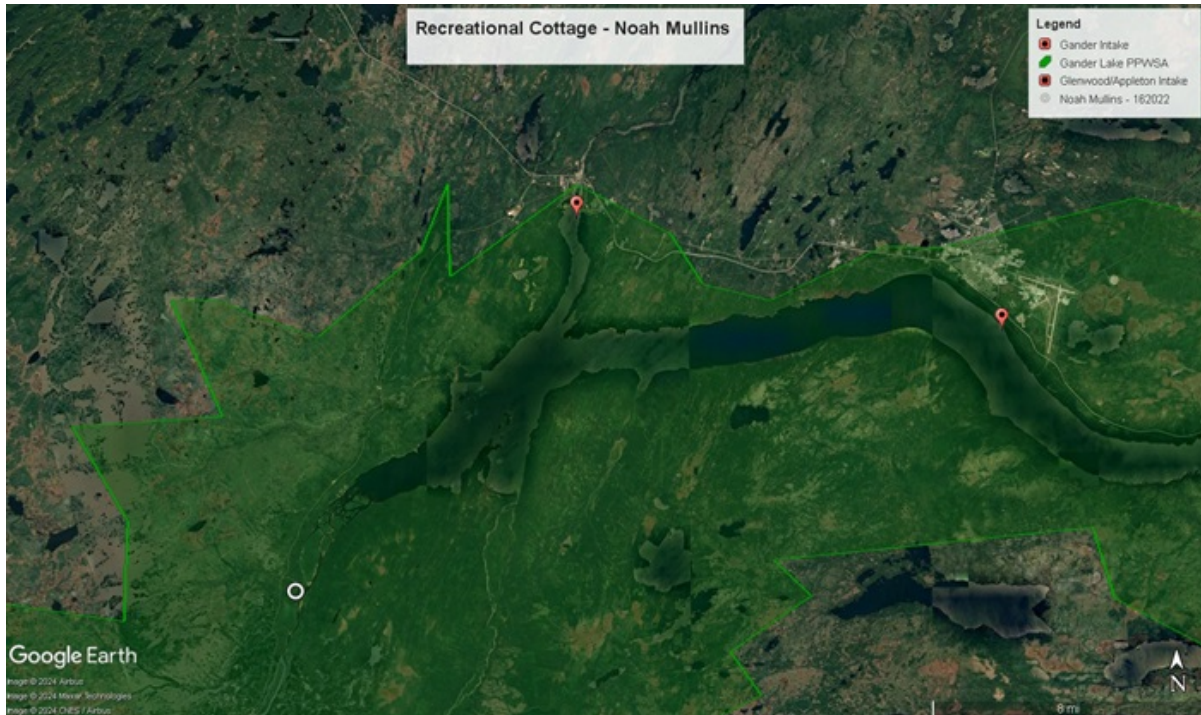 Recreational Cottage - Noah Mullins
Legend
Gander Intake
Gander Lake PPWSA
Glenwood/Appleton Intake
Noah Mullins - 162022
Google Earth
Image © 2024 Airbus
Image © 2024 Maxar Technologies
Image © 2024 CNES / Airbus
8 mi
N